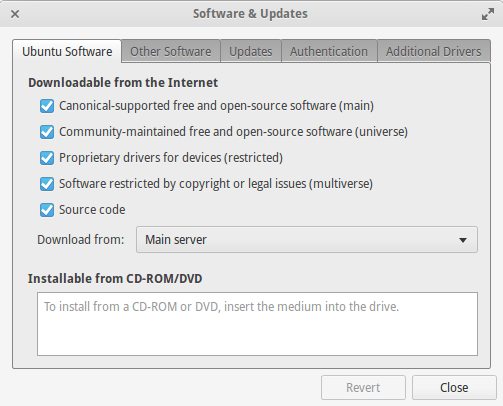 Software & Updates
Ubuntu Software
Other Software
Updates
Authentication
Additional Drivers
Downloadable from the Internet
Canonical-supported free and open-source software (main)
Community-maintained free and open-source software (universe)
Proprietary drivers for devices (restricted)
Software restricted by copyright or legal issues (multiverse)
Source code
Download from: Main server
Installable from CD-ROM/DVD
To install from a CD-ROM or DVD, insert the medium into the drive.
Revert
Close